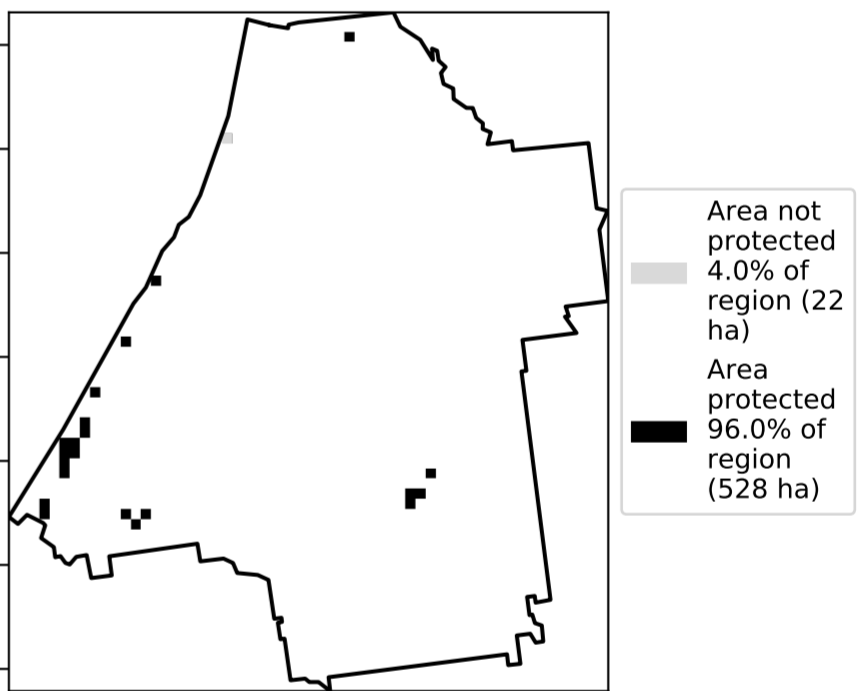 Area not
protected
4.0% of
region (22
ha)
Area
protected
96.0% of
region
(528 ha)